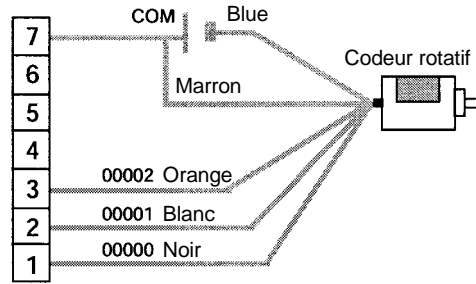 COM Blue
7
Codeur rotatif
6
Marron
5
4
3 00002 Orange
2 00001 Blanc
1 00000 Noir